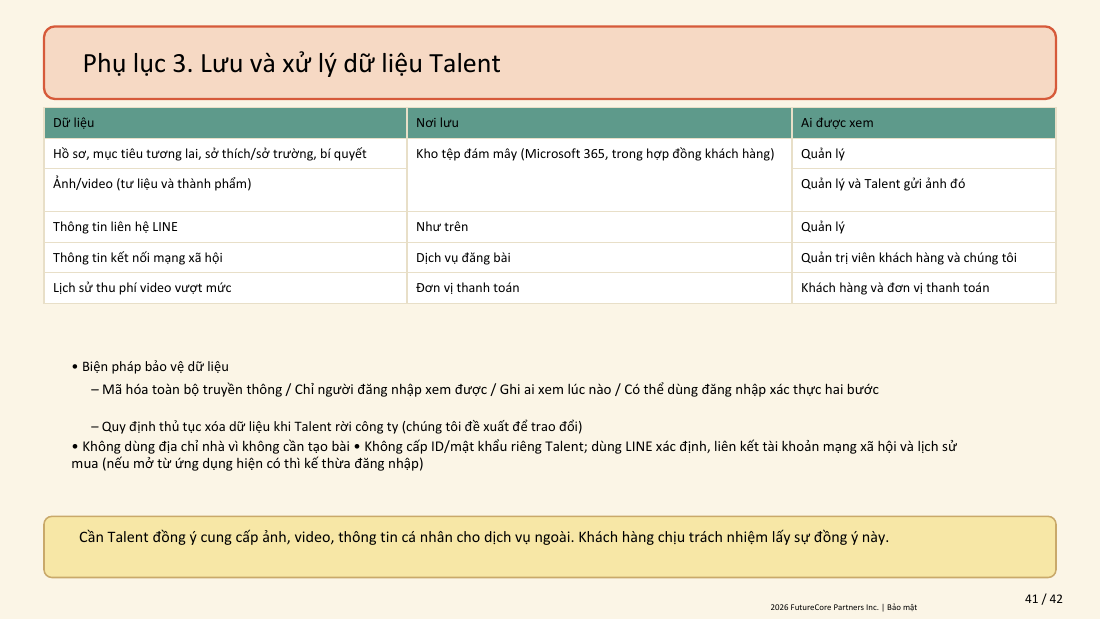 Phụ lục 3. Lưu và xử lý dữ liệu Talent
Dữ liệu
Nơi lưu
Ai được xem
Hồ sơ, mục tiêu tương lai, sở thích/sở trường, bí quyết
Kho tệp đám mây (Microsoft 365, trong hợp đồng khách hàng)
Quản lý
Ảnh/video (tư liệu và thành phẩm)
Quản lý và Talent gửi ảnh đó
Thông tin liên hệ LINE
Như trên
Quản lý
Thông tin kết nối mạng xã hội
Dịch vụ đăng bài
Quản trị viên khách hàng và chúng tôi
Lịch sử thu phí video vượt mức
Đơn vị thanh toán
Khách hàng và đơn vị thanh toán
• Biện pháp bảo vệ dữ liệu
– Mã hóa toàn bộ truyền thông / Chỉ người đăng nhập xem được / Ghi ai xem lúc nào / Có thể dùng đăng nhập xác thực hai bước
– Quy định thủ tục xóa dữ liệu khi Talent rời công ty (chúng tôi đề xuất để trao đổi)
• Không dùng địa chỉ nhà vì không cần tạo bài • Không cấp ID/mật khẩu riêng Talent; dùng LINE xác định, liên kết tài khoản mạng xã hội và lịch sử
mua (nếu mở từ ứng dụng hiện có thì kế thừa đăng nhập)
Cần Talent đồng ý cung cấp ảnh, video, thông tin cá nhân cho dịch vụ ngoài. Khách hàng chịu trách nhiệm lấy sự đồng ý này.
2026 FutureCore Partners Inc. | Bảo mật
41 / 42